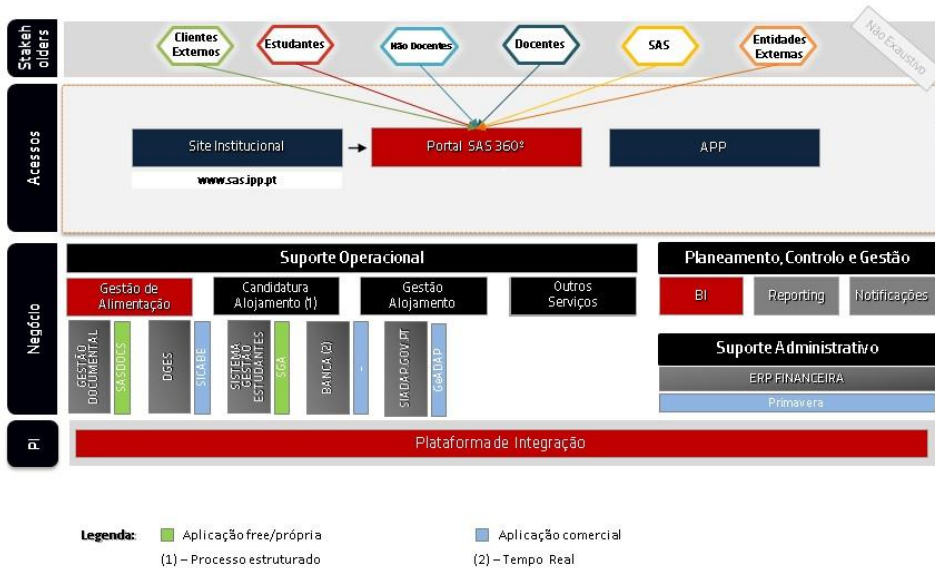 Stakeh
olders
Clientes
Externos
Estudantes
Não Docentes
Docentes
SAS
Entidades
Externas
Não Exaustivo
Acessos
Site Institucional
Portal SAS 360º
APP
www.sas.ipp.pt
Negócio
Suporte Operacional
Planeamento, Controlo e Gestão
Gestão de
Alimentação
Candidatura
Alojamento (1)
Gestão
Alojamento
Outros
Serviços
BI
Reporting
Notificações
GESTÃO
DOCUMENTAL
SASDOCS
DGES
SICABE
SISTEMA
GESTÃO
ESTUDANTES
SGA
BANCA (2)
-
SIADAP.GOV.PT
GeADAP
Suporte Administrativo
ERP FINANCEIRA
Primavera
PI
Plataforma de Integração
Legenda:
Aplicação free/própria
Aplicação comercial
(1) – Processo estruturado
(2) – Tempo Real